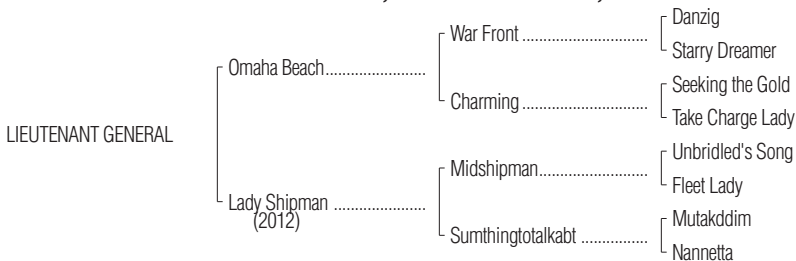 War Front ........................
Danzig
Starry Dreamer
Omaha Beach........................
Charming ........................
Seeking the Gold
Take Charge Lady
LIEUTENANT GENERAL
Midshipman.....................
Unbridled's Song
Fleet Lady
Lady Shipman ......................
(2012)
Sumthingtotalkabt ................
Mutakddim
Nannetta